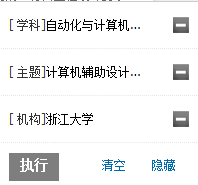 [ 学科]自动化与计算机...
[ 主题]计算机辅助设计...
[ 机构]浙江大学
执行 清空 隐藏